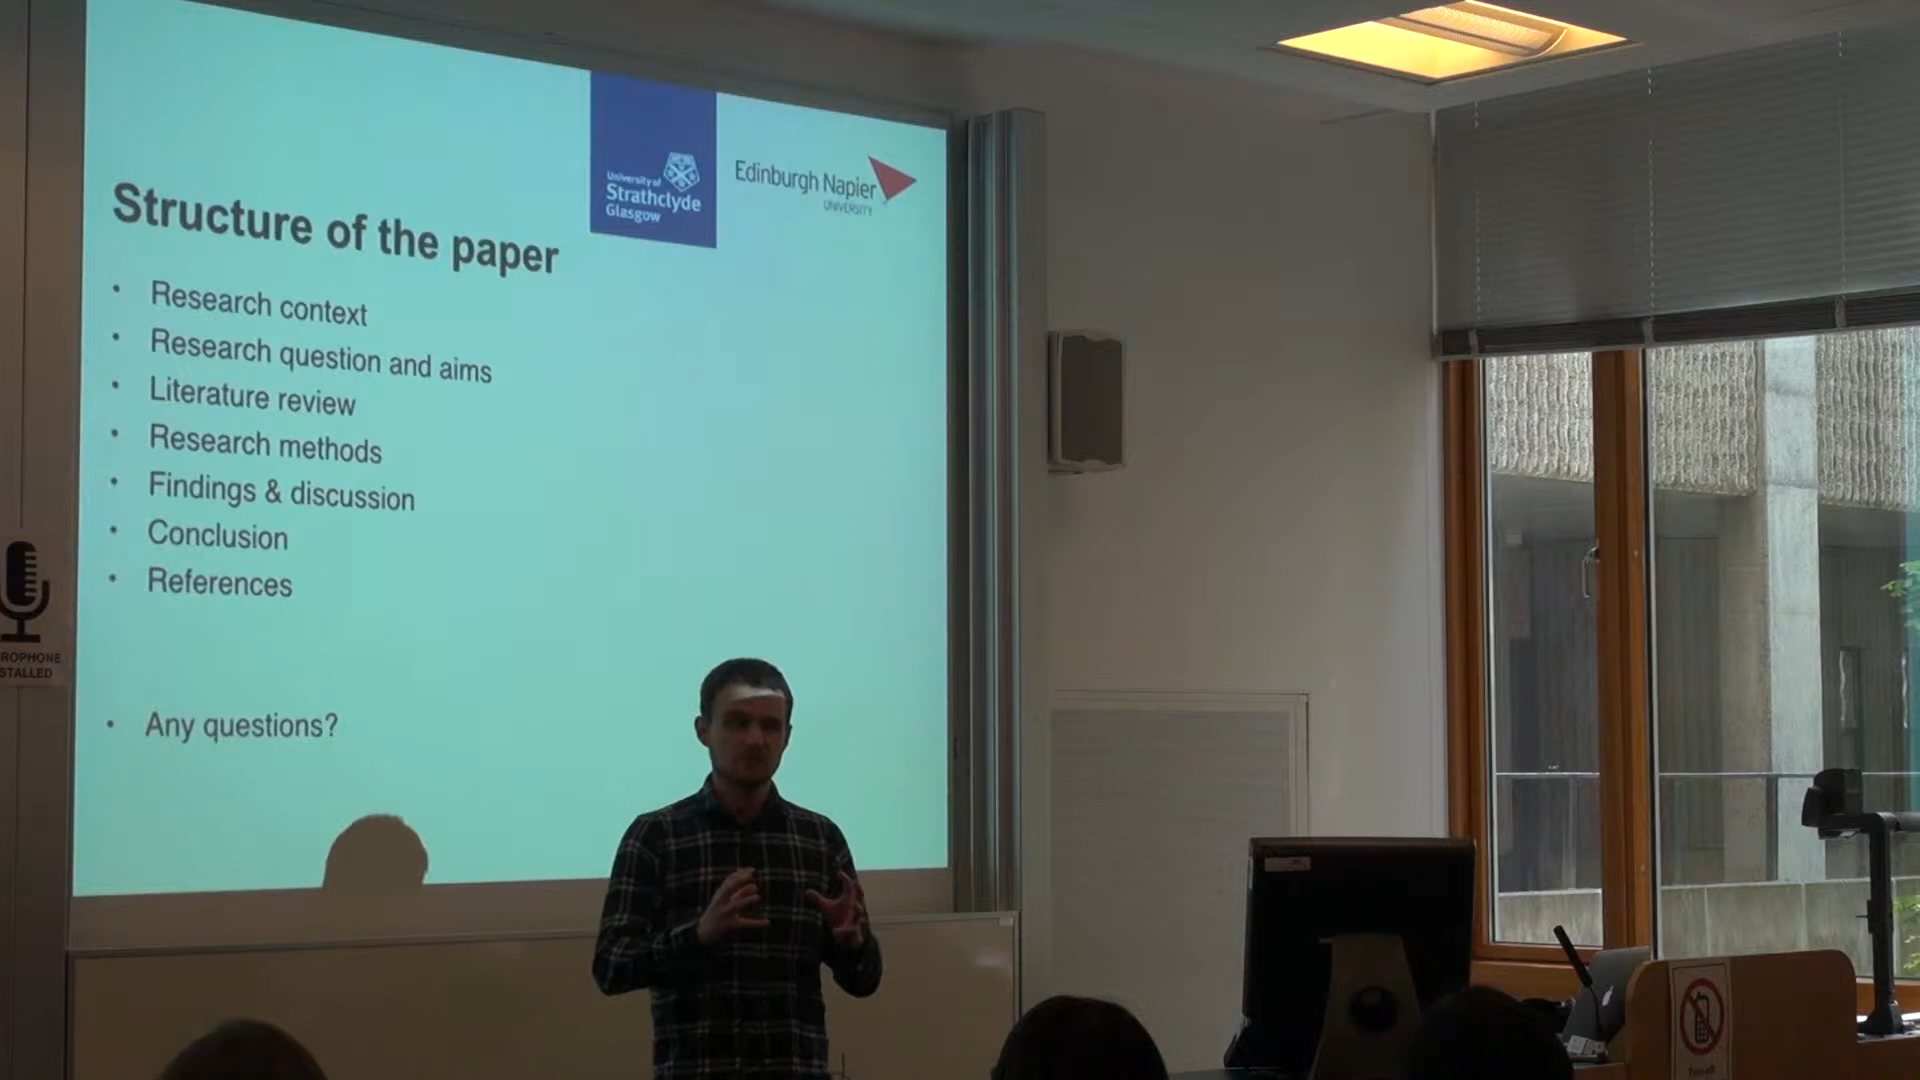 University of
Strathclyde
Glasgow
Edinburgh Napier
UNIVERSITY
Structure of the paper
• Research context
• Research question and aims
• Literature review
• Research methods
• Findings & discussion
• Conclusion
• References
• Any questions?
ROPHONE
STALLED